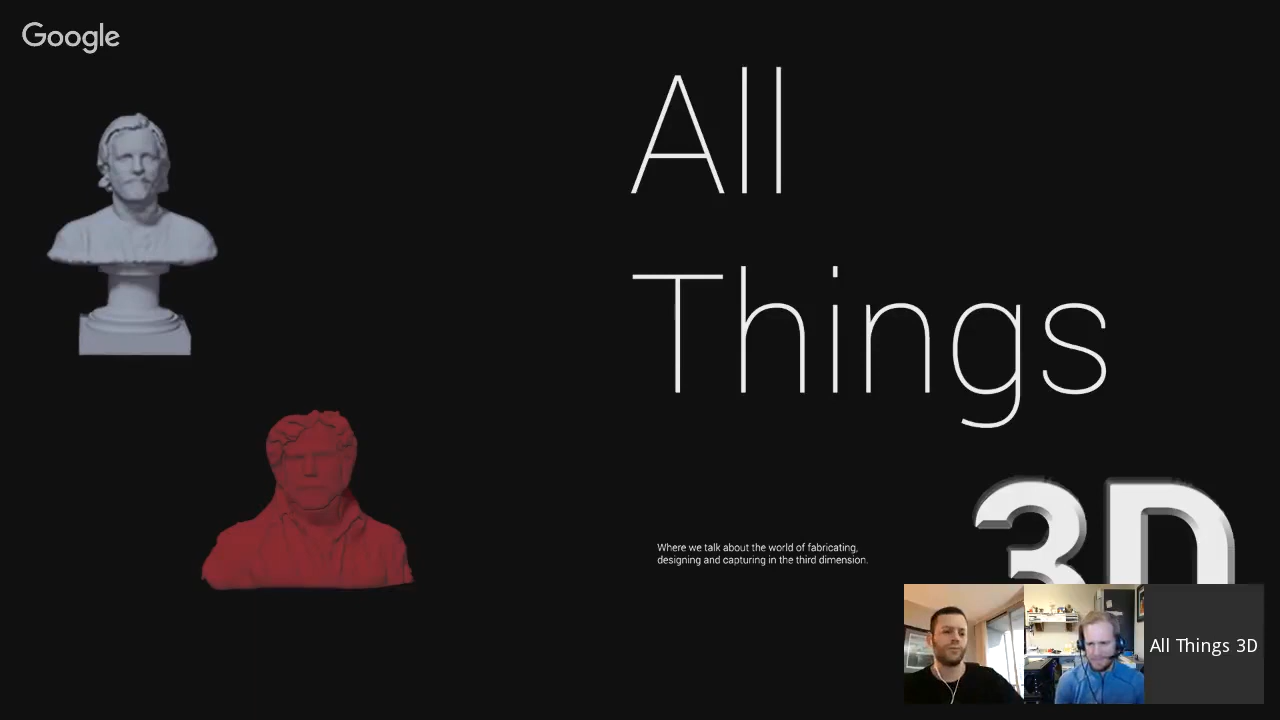 Google
All
Things
3D
Where we talk about the world of fabricating,
designing and capturing in the third dimension.
All Things 3D